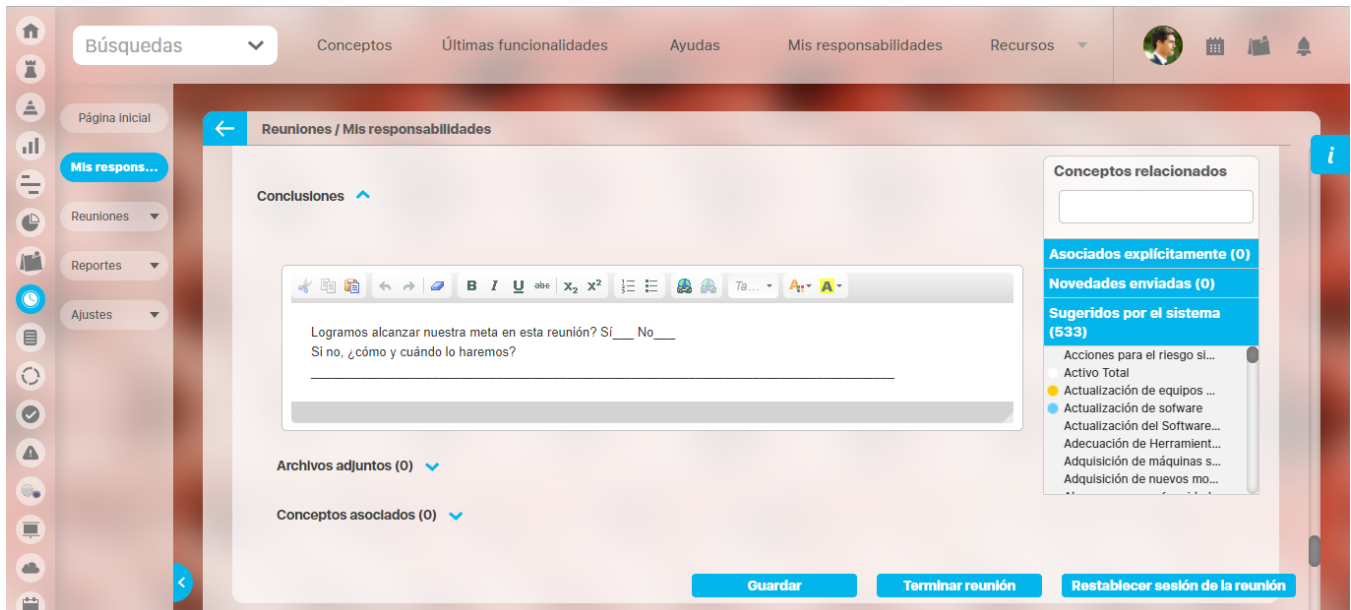 Búsquedas
Conceptos
Últimas funcionalidades
Ayudas
Mis responsabilidades
Recursos
Página inicial
Mis respons...
Reuniones
Reportes
Ajustes
Reuniones / Mis responsabilidades
i
Conclusiones
B I U abc X₂ X² Ta... A A
Logramos alcanzar nuestra meta en esta reunión? Sí___ No___
Si no, ¿cómo y cuándo lo haremos?
Archivos adjuntos (0)
Conceptos asociados (0)
Conceptos relacionados
Asociados explícitamente (0)
Novedades enviadas (0)
Sugeridos por el sistema
(533)
Acciones para el riesgo si...
Activo Total
Actualización de equipos ...
Actualización de sofware
Actualización del Software...
Adecuación de Herramient...
Adquisición de máquinas s...
Adquisición de nuevos mo...
Guardar
Terminar reunión
Restablecer sesión de la reunión